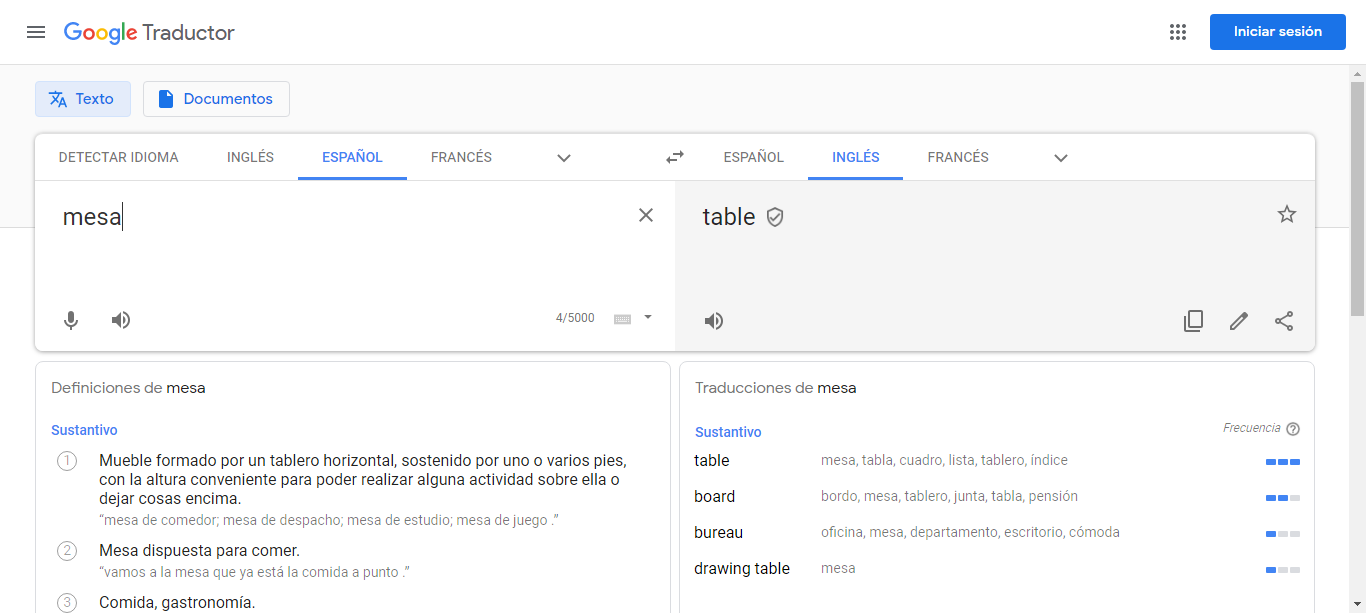 Google Traductor
Iniciar sesión
Texto
Documentos
DETECTAR IDIOMA INGLÉS ESPAÑOL FRANCÉS
ESPAÑOL INGLÉS FRANCÉS
mesa
table
4/5000
Definiciones de mesa
Sustantivo
1 Mueble formado por un tablero horizontal, sostenido por uno o varios pies,
con la altura conveniente para poder realizar alguna actividad sobre ella o
dejar cosas encima.
“mesa de comedor; mesa de despacho; mesa de estudio; mesa de juego .”
2 Mesa dispuesta para comer.
“vamos a la mesa que ya está la comida a punto .”
3 Comida, gastronomía.
Traducciones de mesa
Sustantivo Frecuencia
table mesa, tabla, cuadro, lista, tablero, índice
board bordo, mesa, tablero, junta, tabla, pensión
bureau oficina, mesa, departamento, escritorio, cómoda
drawing table mesa